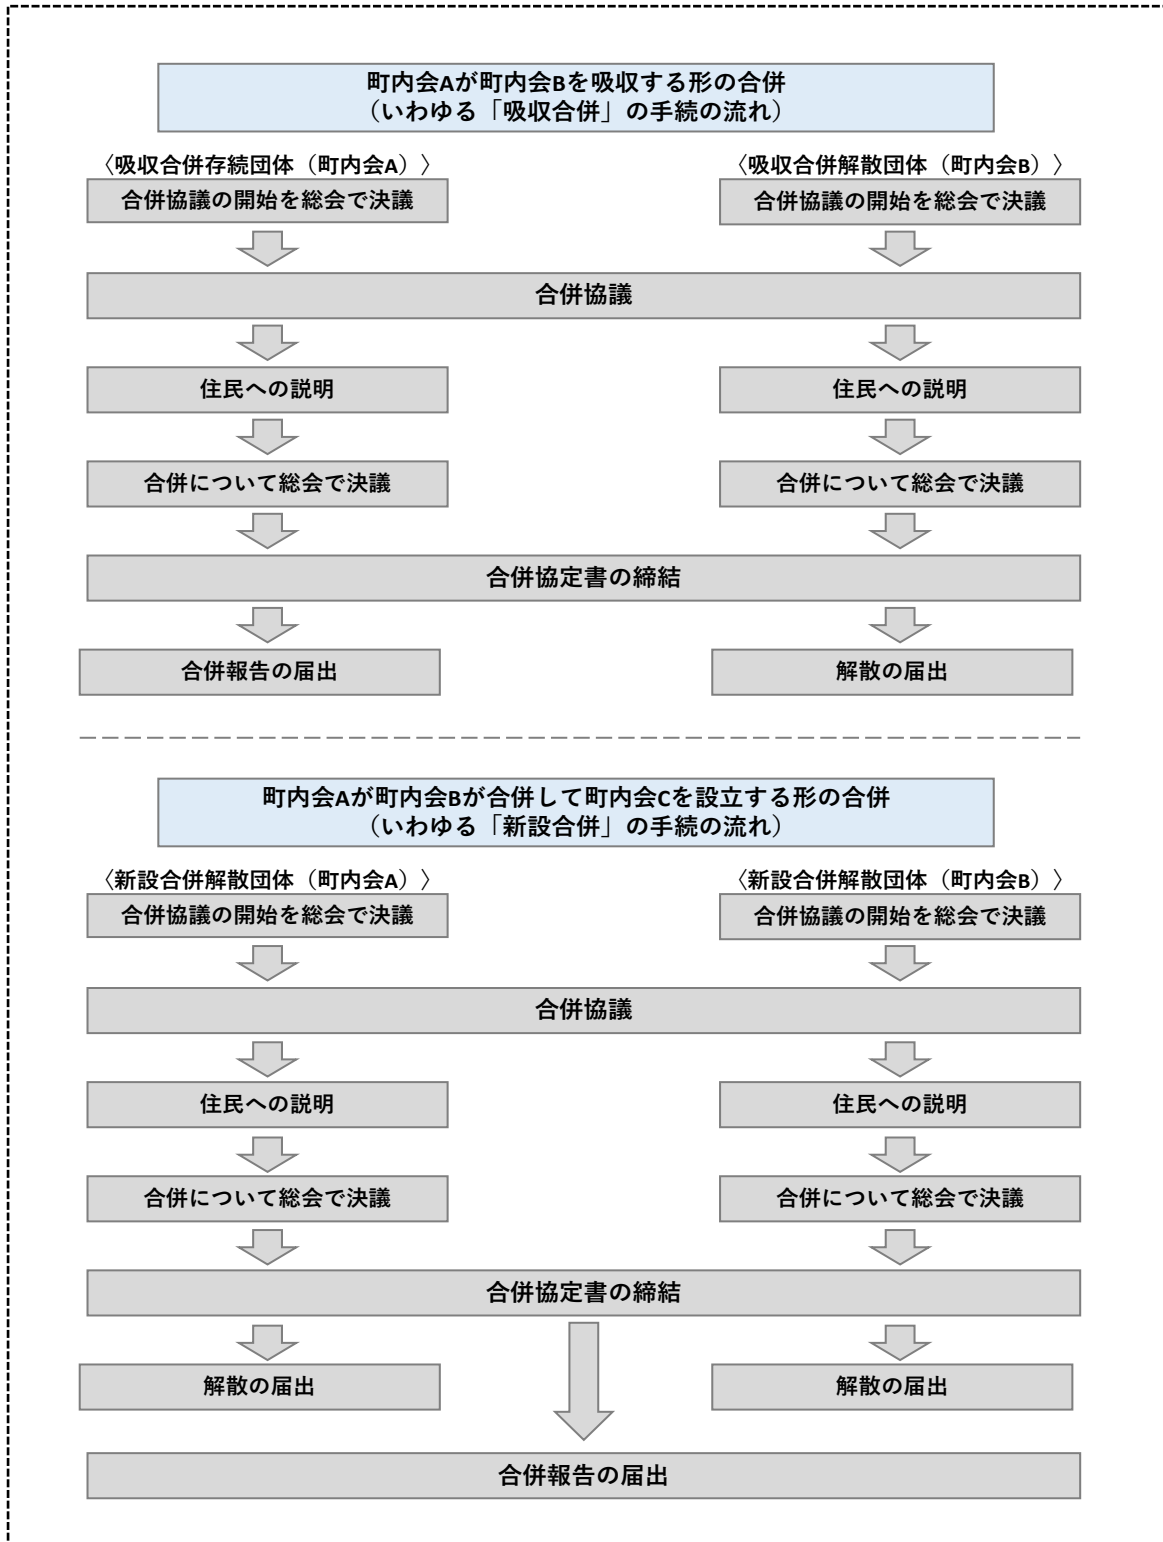 町内会Aが町内会Bを吸収する形の合併
（いわゆる「吸収合併」の手続の流れ）
〈吸収合併存続団体（町内会A）〉
〈吸収合併解散団体（町内会B）〉
合併協議の開始を総会で決議
合併協議の開始を総会で決議
合併協議
住民への説明
住民への説明
合併について総会で決議
合併について総会で決議
合併協定書の締結
合併報告の届出
解散の届出
町内会Aが町内会Bが合併して町内会Cを設立する形の合併
（いわゆる「新設合併」の手続の流れ）
〈新設合併解散団体（町内会A）〉
〈新設合併解散団体（町内会B）〉
合併協議の開始を総会で決議
合併協議の開始を総会で決議
合併協議
住民への説明
住民への説明
合併について総会で決議
合併について総会で決議
合併協定書の締結
解散の届出
解散の届出
合併報告の届出